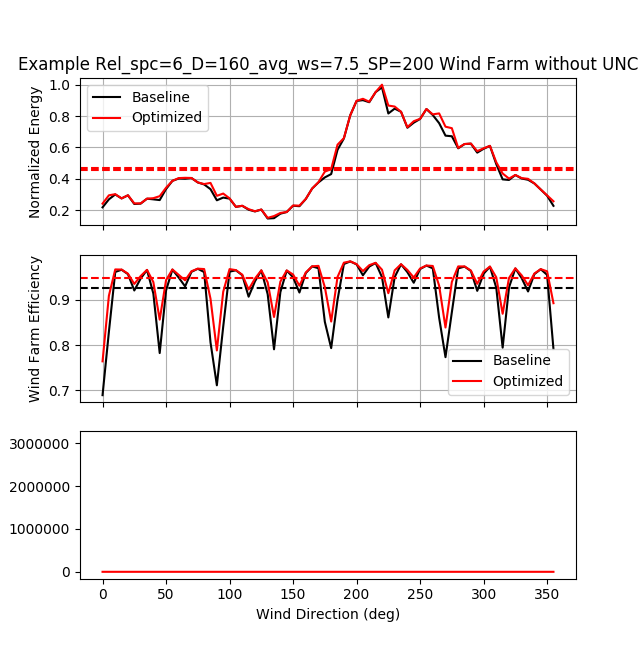 Example Rel_spc=6_D=160_avg_ws=7.5_SP=200 Wind Farm without UNC
Normalized Energy
1.0
0.8
0.6
0.4
0.2
Baseline
Optimized
Wind Farm Efficiency
0.9
0.8
0.7
Baseline
Optimized
3000000
2000000
1000000
0
0
50
100
150
200
250
300
350
Wind Direction (deg)